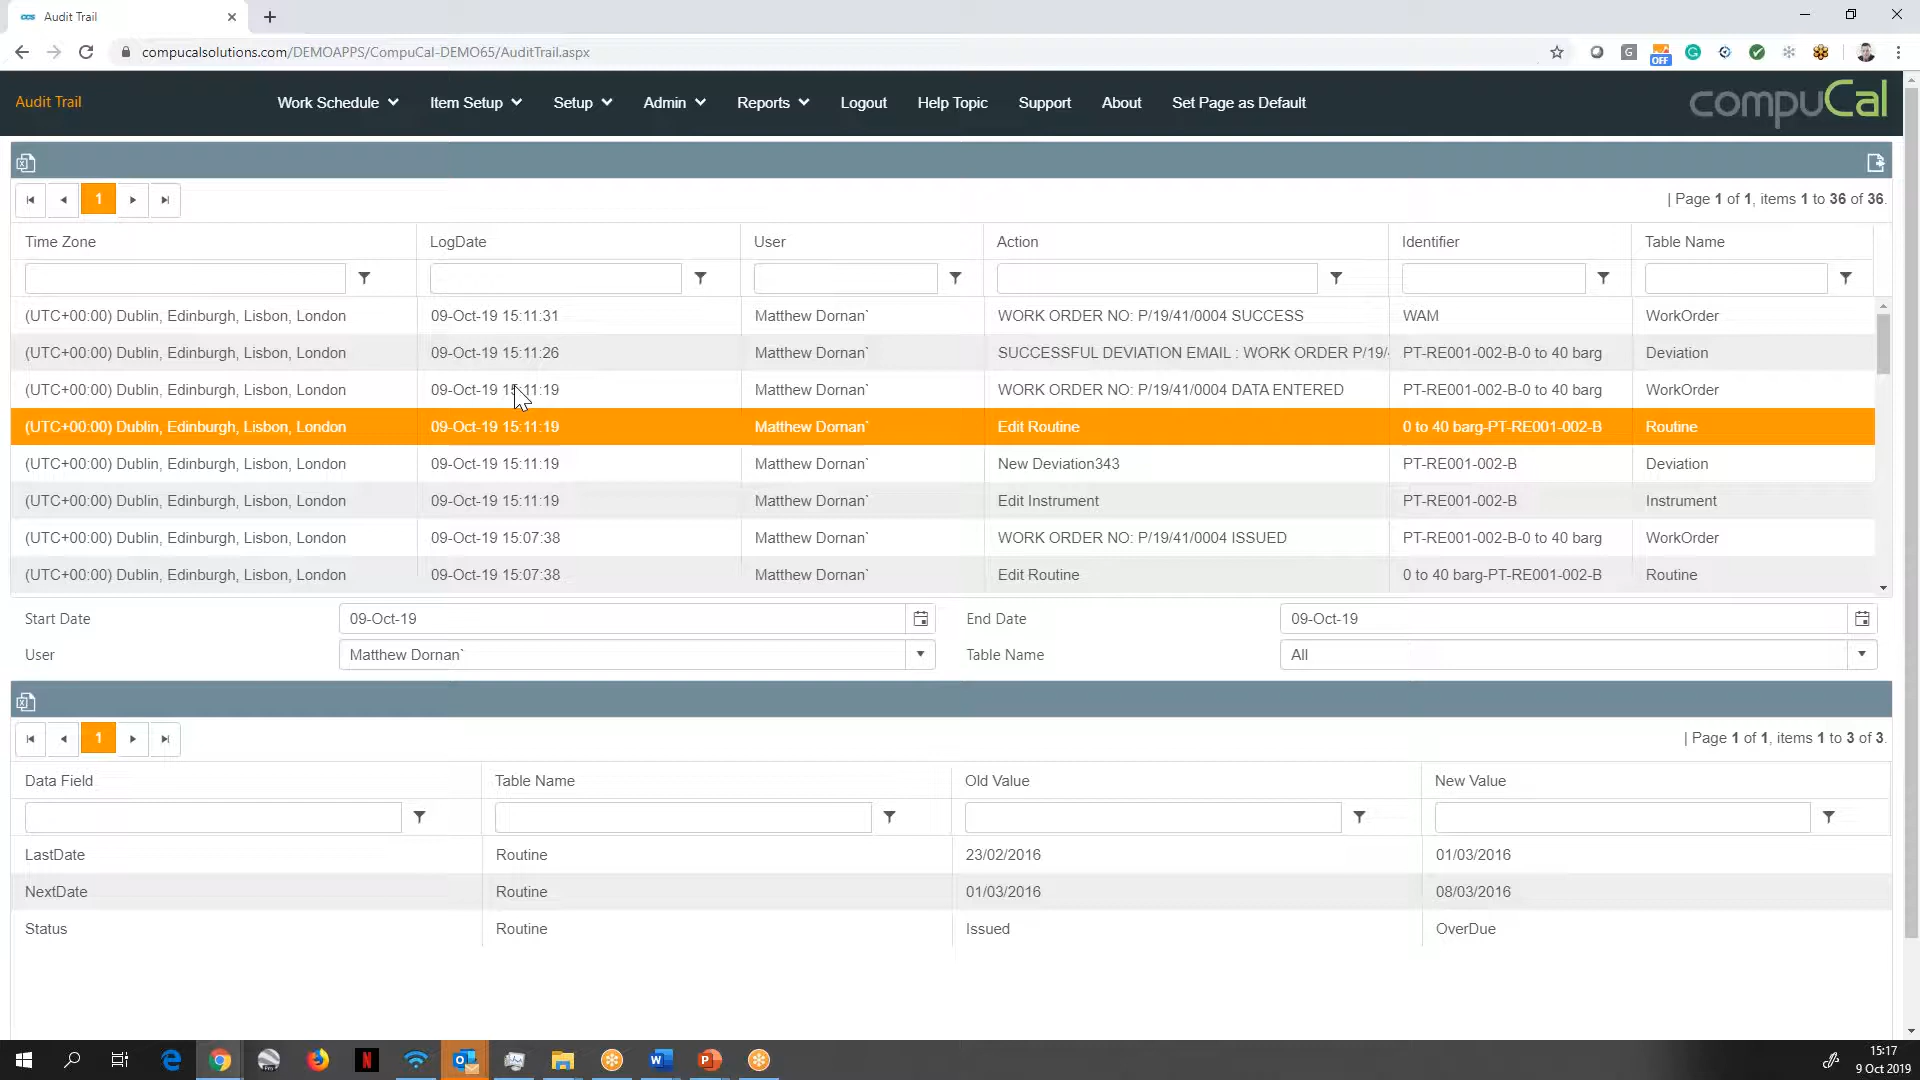 Audit Trail
compucalsolutions.com/DEMOAPPS/CompuCal-DEMO65/AuditTrail.aspx
OFF
Audit Trail Work Schedule Item Setup Setup Admin Reports Logout Help Topic Support About Set Page as Default compuCal
1 | Page 1 of 1, items 1 to 36 of 36.
Time Zone LogDate User Action Identifier Table Name
(UTC+00:00) Dublin, Edinburgh, Lisbon, London 09-Oct-19 15:11:31 Matthew Dornan` WORK ORDER NO: P/19/41/0004 SUCCESS WAM WorkOrder
(UTC+00:00) Dublin, Edinburgh, Lisbon, London 09-Oct-19 15:11:26 Matthew Dornan` SUCCESSFUL DEVIATION EMAIL : WORK ORDER P/19/ PT-RE001-002-B-0 to 40 barg Deviation
(UTC+00:00) Dublin, Edinburgh, Lisbon, London 09-Oct-19 15:11:19 Matthew Dornan` WORK ORDER NO: P/19/41/0004 DATA ENTERED PT-RE001-002-B-0 to 40 barg WorkOrder
(UTC+00:00) Dublin, Edinburgh, Lisbon, London 09-Oct-19 15:11:19 Matthew Dornan` Edit Routine 0 to 40 barg-PT-RE001-002-B Routine
(UTC+00:00) Dublin, Edinburgh, Lisbon, London 09-Oct-19 15:11:19 Matthew Dornan` New Deviation343 PT-RE001-002-B Deviation
(UTC+00:00) Dublin, Edinburgh, Lisbon, London 09-Oct-19 15:11:19 Matthew Dornan` Edit Instrument PT-RE001-002-B Instrument
(UTC+00:00) Dublin, Edinburgh, Lisbon, London 09-Oct-19 15:07:38 Matthew Dornan` WORK ORDER NO: P/19/41/0004 ISSUED PT-RE001-002-B-0 to 40 barg WorkOrder
(UTC+00:00) Dublin, Edinburgh, Lisbon, London 09-Oct-19 15:07:38 Matthew Dornan` Edit Routine 0 to 40 barg-PT-RE001-002-B Routine
Start Date 09-Oct-19 End Date 09-Oct-19
User Matthew Dornan` Table Name All
1 | Page 1 of 1, items 1 to 3 of 3.
Data Field Table Name Old Value New Value
LastDate Routine 23/02/2016 01/03/2016
NextDate Routine 01/03/2016 08/03/2016
Status Routine Issued OverDue
15:17
9 Oct 2019